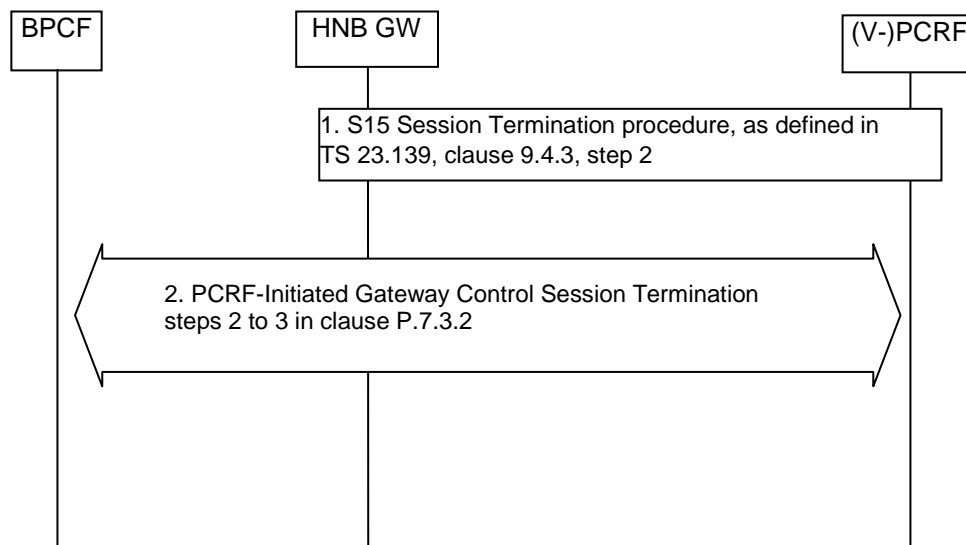 BPCF
HNB GW
(V-)PCRF
1. S15 Session Termination procedure, as defined in
TS 23.139, clause 9.4.3, step 2
2. PCRF-Initiated Gateway Control Session Termination
steps 2 to 3 in clause P.7.3.2